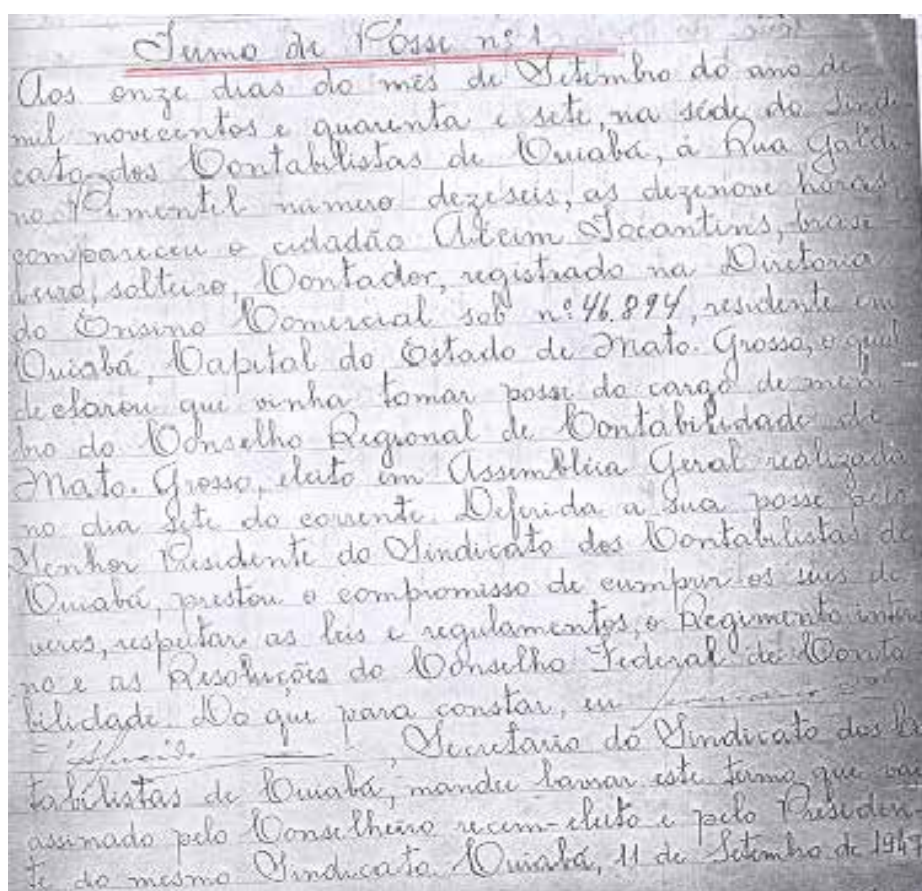 Termo de Posse nº 1
Aos onze dias do mês de Setembro do ano de
mil novecentos e quarenta e sete, na séde do Sindi-
cato dos Contabilistas de Cuiabá, á Rua Galdi-
no Pimentel numero dezeseis, as dezenove horas,
compareceu o cidadão Alcim Tocantins, brasi-
leiro, solteiro, Contador, registrado na Diretoria
do Ensino Comercial sob nº 46.894, residente em
Cuiabá, Capital do Estado de Mato-Grosso, o qual
declarou que vinha tomar posse do cargo de mem-
bro do Conselho Regional de Contabilidade de
Mato-Grosso, eleito em Assembléia Geral realizada
no dia sete do corrente. Deferida a sua posse pelo
Senhor Presidente do Sindicato dos Contabilistas de
Cuiabá, prestou o compromisso de cumprir os seus de-
veres, respeitar as leis e regulamentos, o Regimento inter-
no e as Resoluções do Conselho Federal de Conta-
bilidade. Do que para constar, eu
, Secretario do Sindicato dos Con-
tabilistas de Cuiabá, mandei lavrar este termo que vai
assinado pelo Conselheiro recem-eleito e pelo Presiden-
te do mesmo Sindicato. Cuiabá, 11 de Setembro de 1947